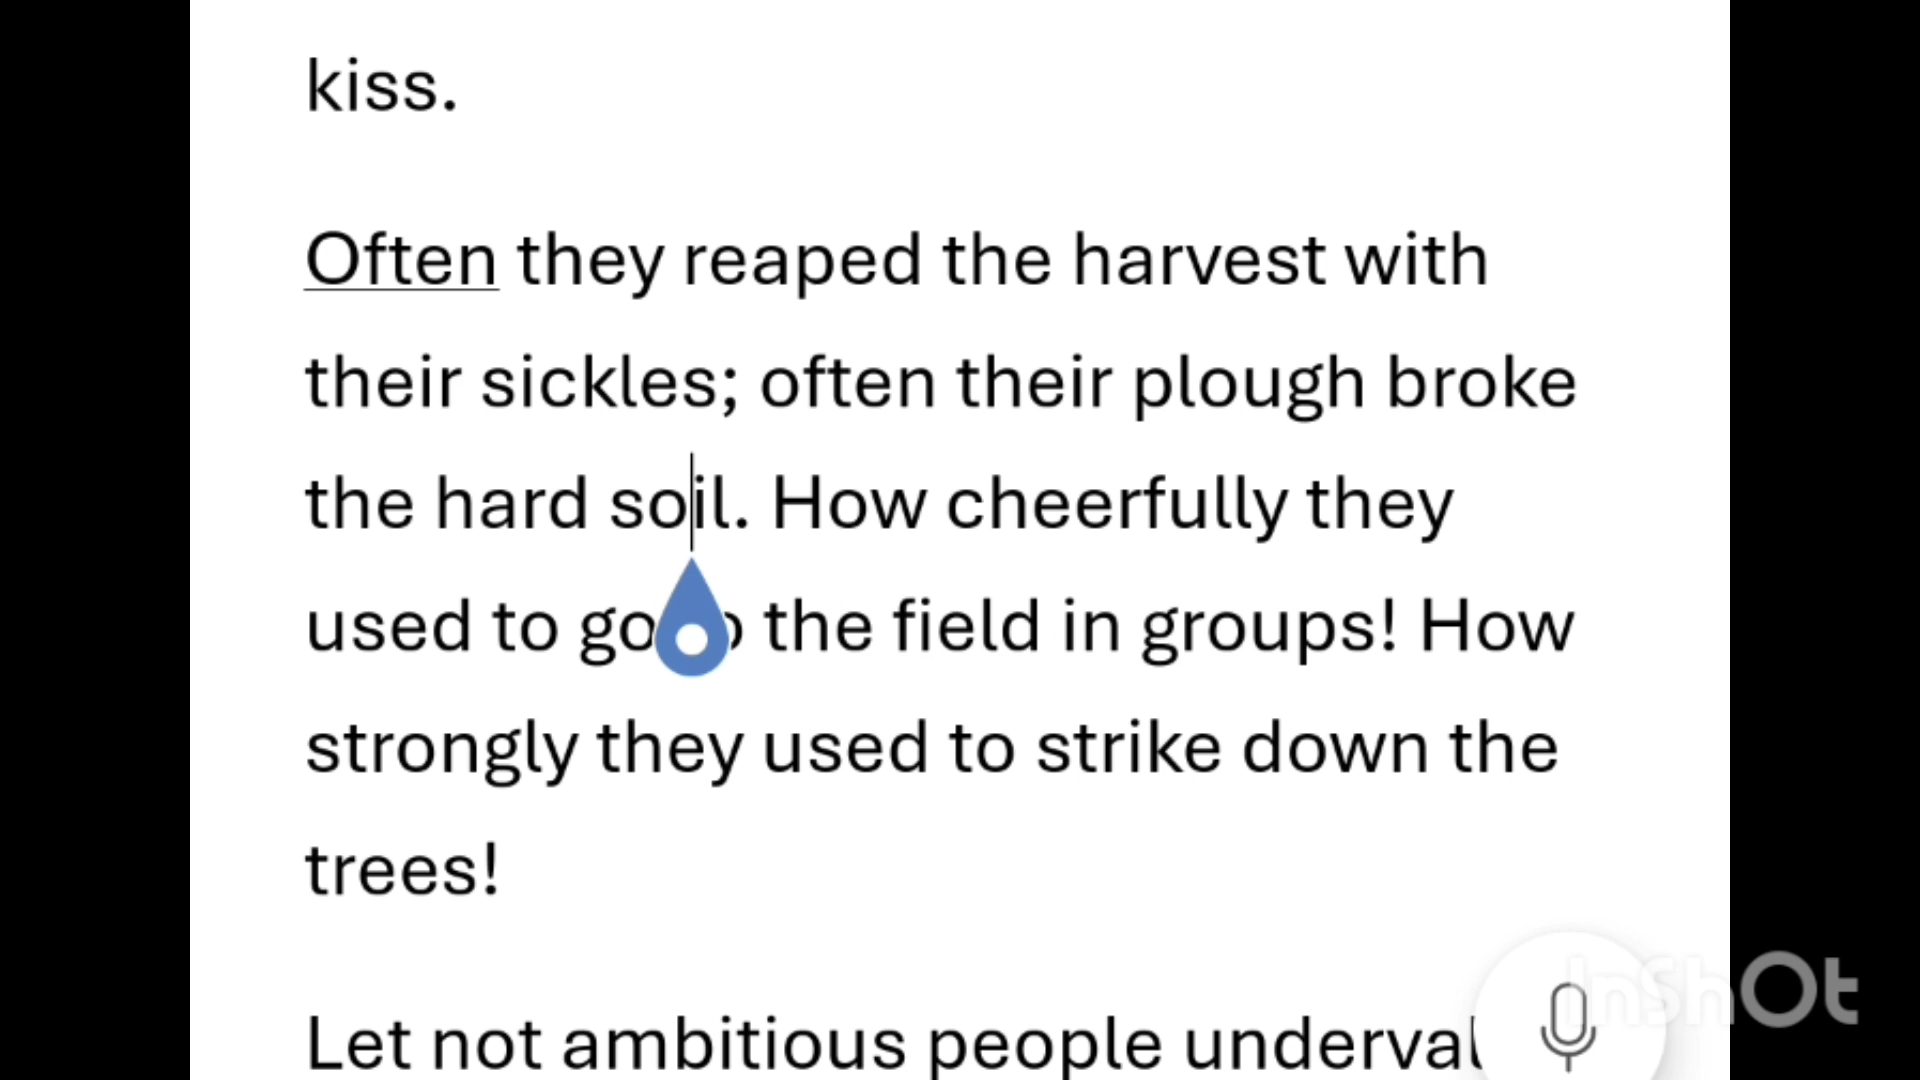 kiss.
Often they reaped the harvest with
their sickles; often their plough broke
the hard soil. How cheerfully they
used to go the field in groups! How
strongly they used to strike down the
trees!
Let not ambitious people
InShOt